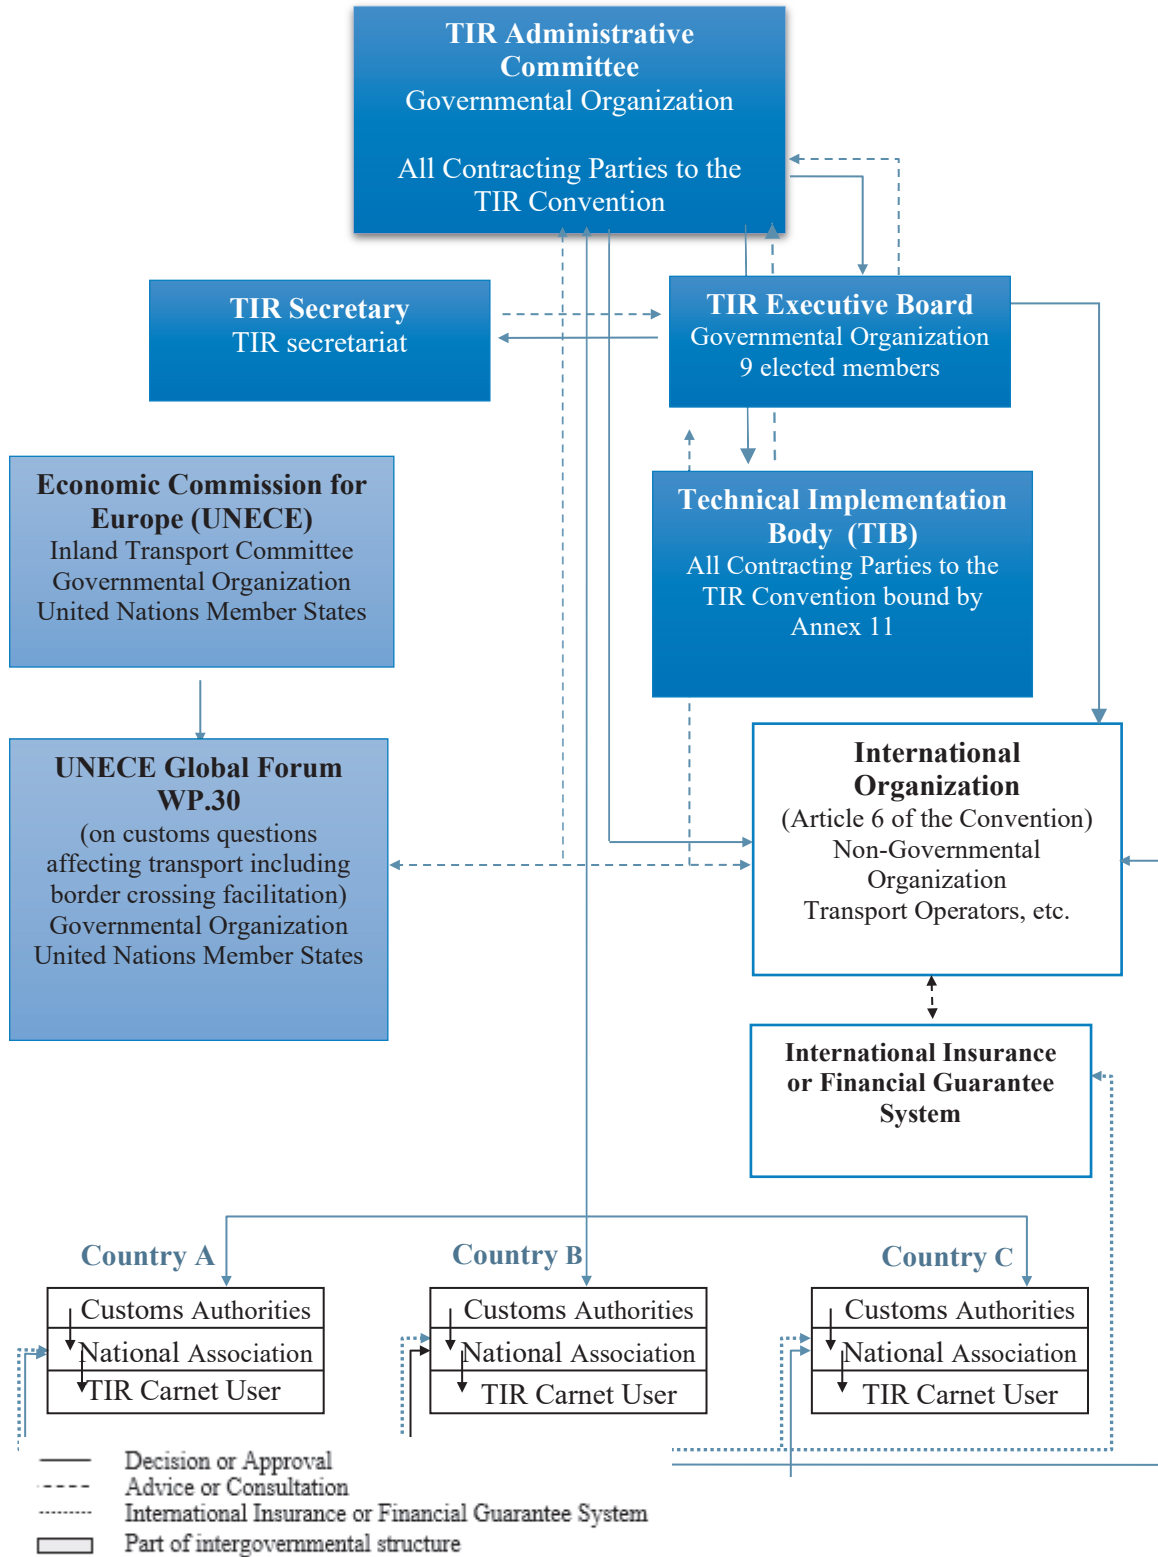 TIR Administrative
Committee
Governmental Organization
All Contracting Parties to the
TIR Convention
TIR Secretary
TIR secretariat
TIR Executive Board
Governmental Organization
9 elected members
Economic Commission for
Europe (UNECE)
Inland Transport Committee
Governmental Organization
United Nations Member States
Technical Implementation
Body (TIB)
All Contracting Parties to the
TIR Convention bound by
Annex 11
UNECE Global Forum
WP.30
(on customs questions
affecting transport including
border crossing facilitation)
Governmental Organization
United Nations Member States
International
Organization
(Article 6 of the Convention)
Non-Governmental
Organization
Transport Operators, etc.
International Insurance
or Financial Guarantee
System
Country A
Customs Authorities
National Association
TIR Carnet User
Country B
Customs Authorities
National Association
TIR Carnet User
Country C
Customs Authorities
National Association
TIR Carnet User
Decision or Approval
Advice or Consultation
International Insurance or Financial Guarantee System
Part of intergovernmental structure